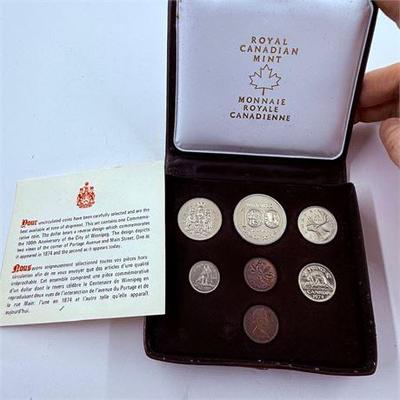 ROYAL
CANADIAN
MINT
MONNAIE
ROYALE
CANADIENNE
Your uncirculated coins have been carefully selected and are the
best available at time of shipment. This set contains one Commemo-
rative coin. The dollar bears a reverse design which commemorates
the 100th Anniversary of the City of Winnipeg. The design depicts
two views of the corner of Portage Avenue and Main Street. One as
it appeared in 1874 and the second as it appears today.
Nous avons soigneusement sélectionné toutes vos pièces hors-
circulation afin de vous présenter que des articles d'une qualité
irréprochable. Cet ensemble comprend une pièce commémorative
d'un dollar dont le revers célèbre le Centenaire de Winnipeg en
reproduisant deux vues de l'intersection de l'avenue du Portage et de
la rue Main: l'une en 1874 et l'autre telle qu'elle apparaît
aujourd'hui.
CANADA
1974